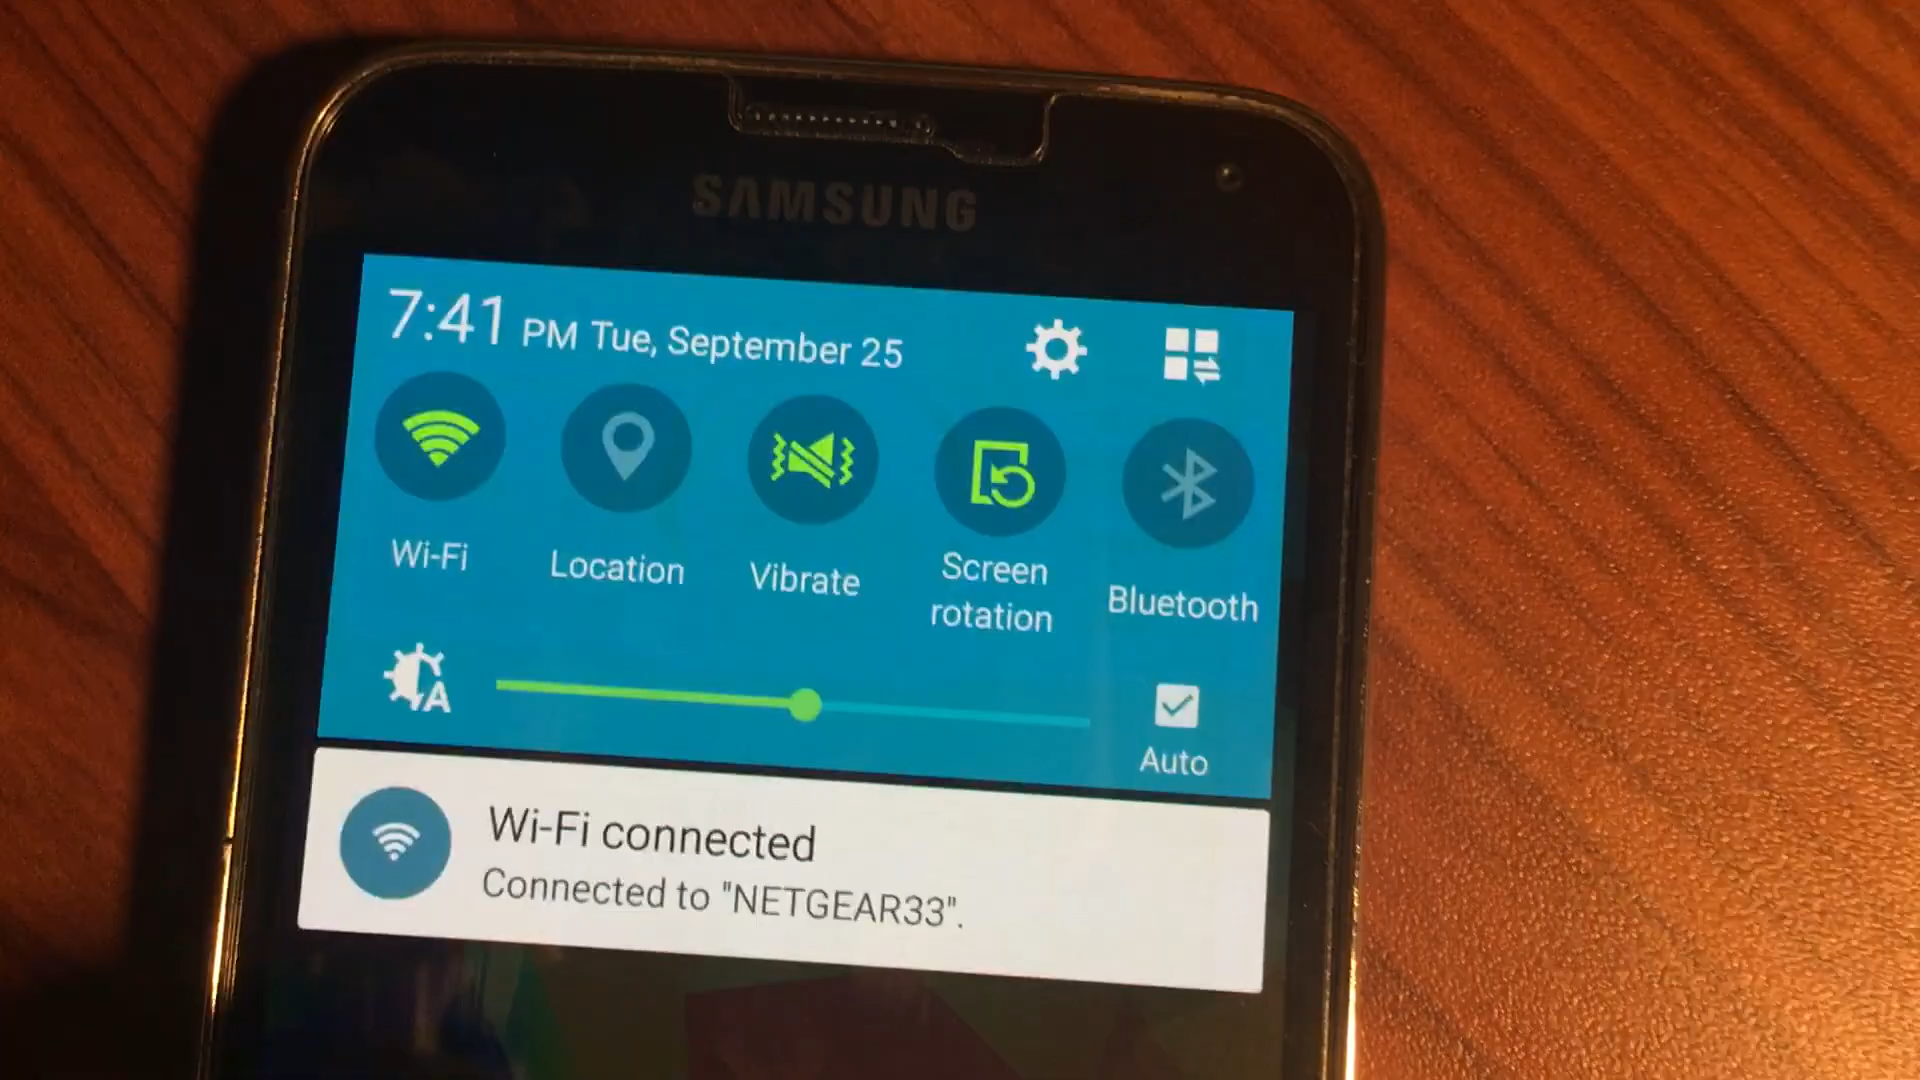 SAMSUNG
7:41 PM Tue, September 25
Wi-Fi
Location
Vibrate
Screen
rotation
Bluetooth
A
Auto
Wi-Fi connected
Connected to "NETGEAR33".